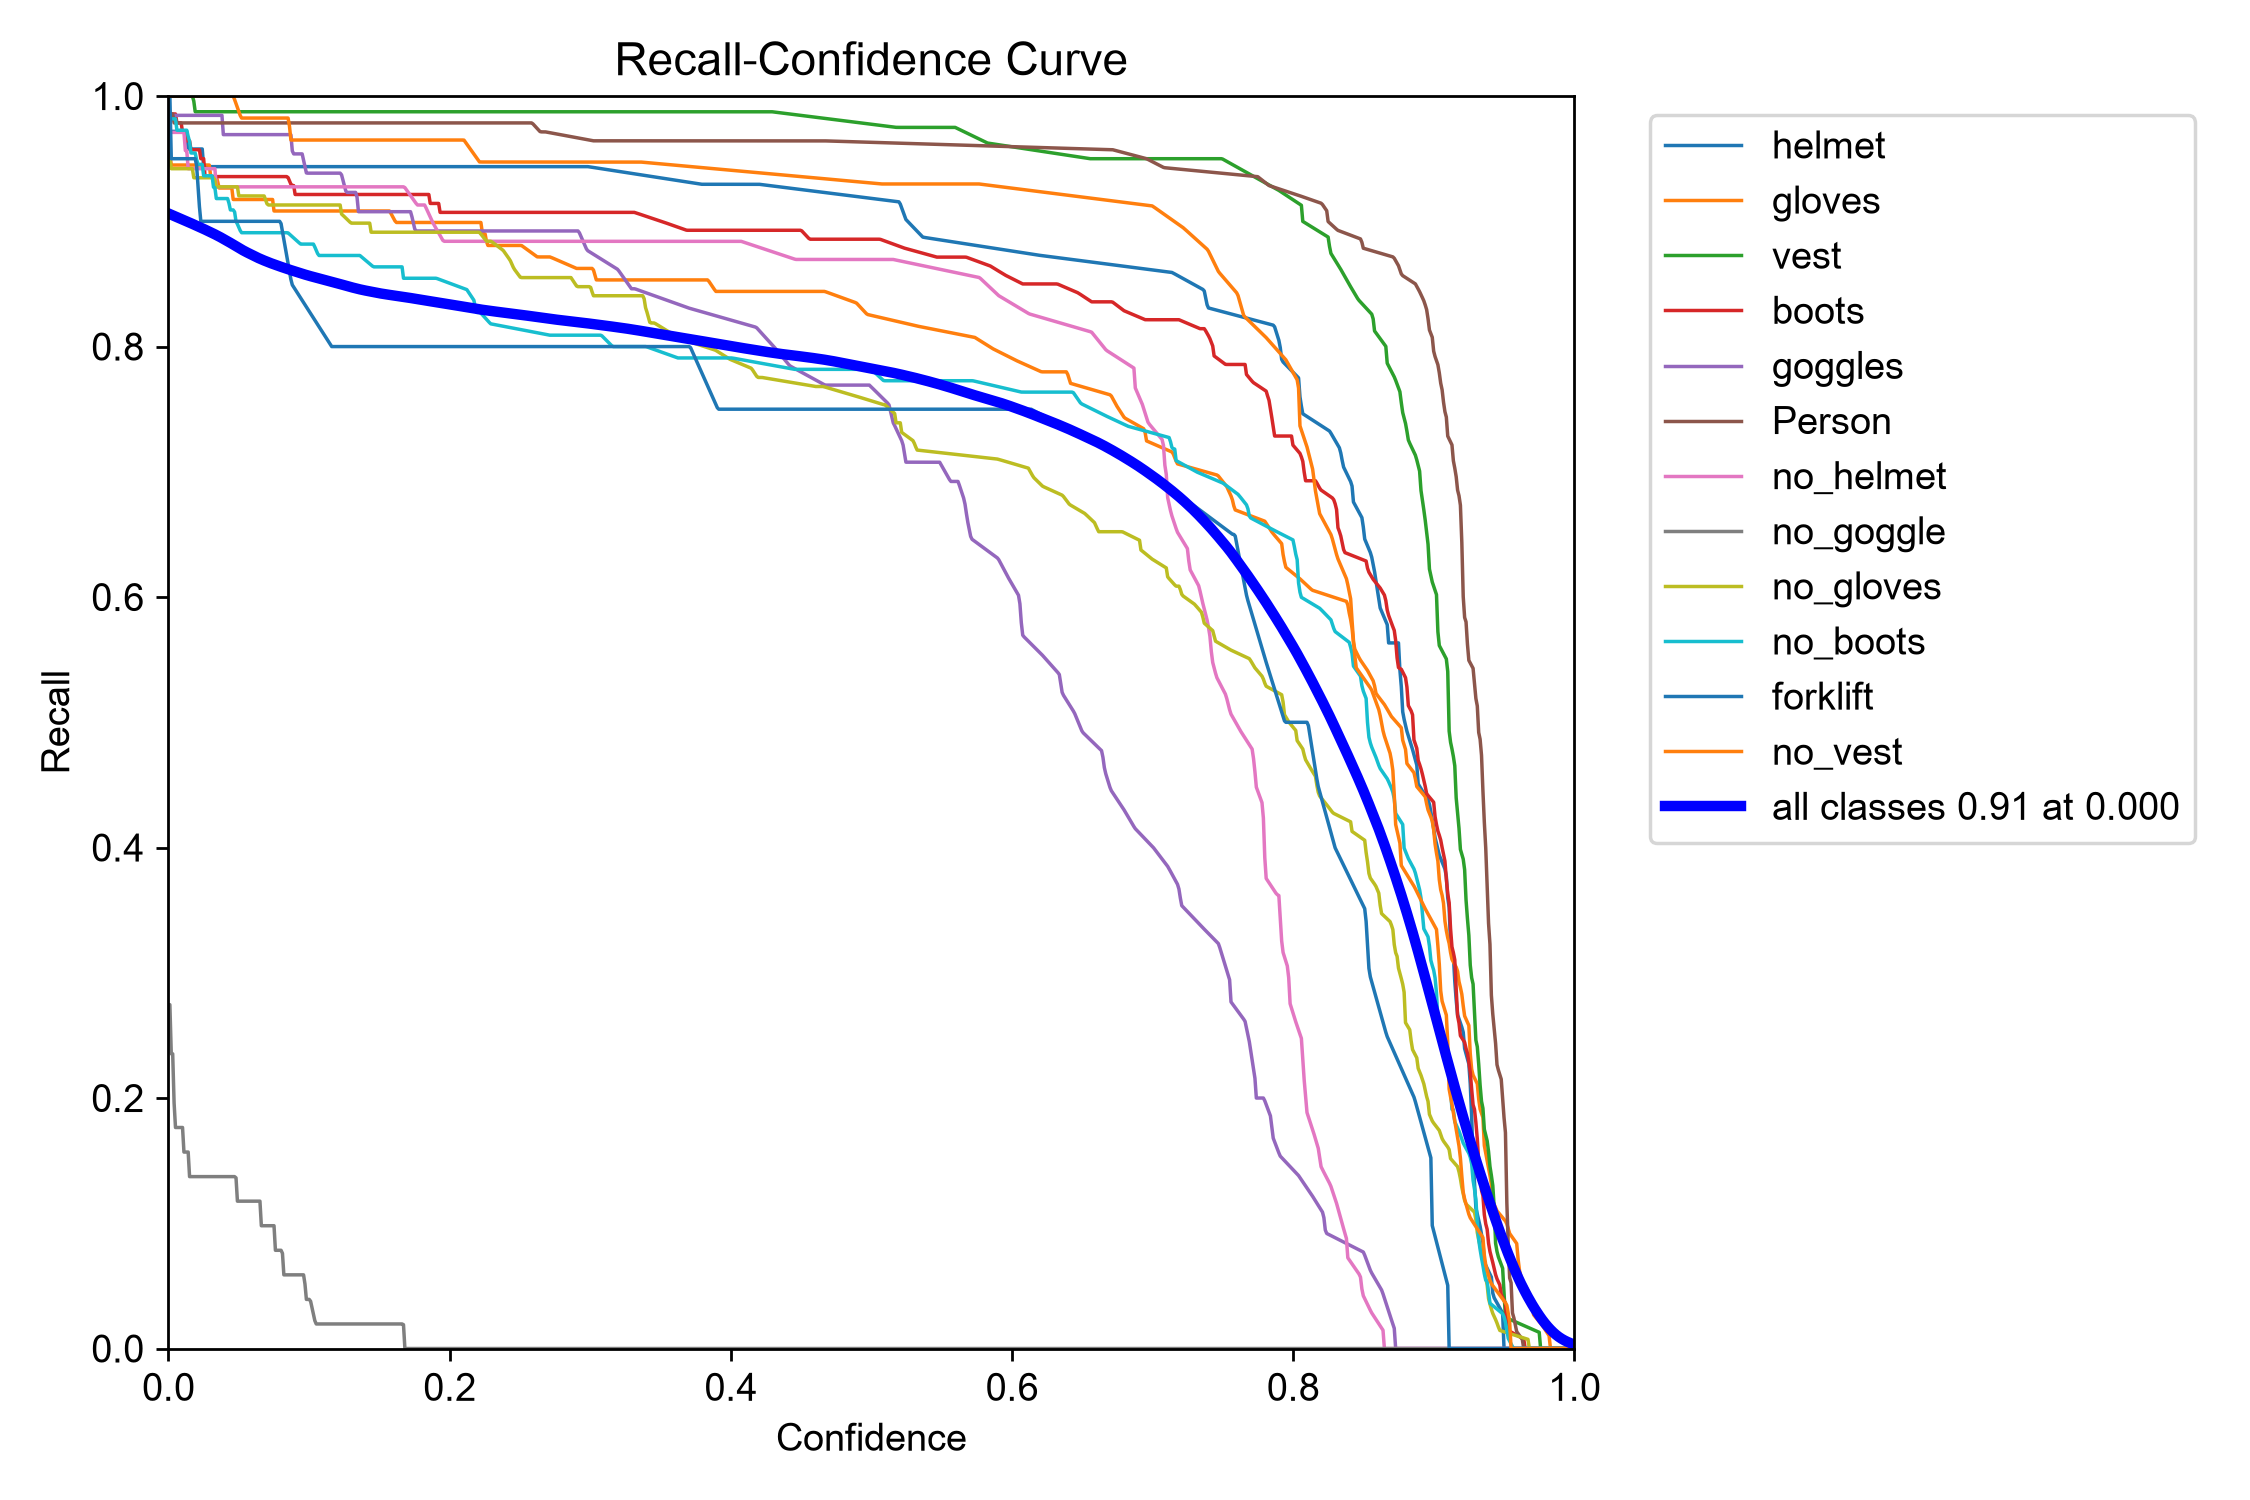 Recall-Confidence Curve
1.0
0.8
0.6
0.4
0.2
0.0
Recall
0.0 0.2 0.4 0.6 0.8 1.0
Confidence
helmet
gloves
vest
boots
goggles
Person
no_helmet
no_goggle
no_gloves
no_boots
forklift
no_vest
all classes 0.91 at 0.000